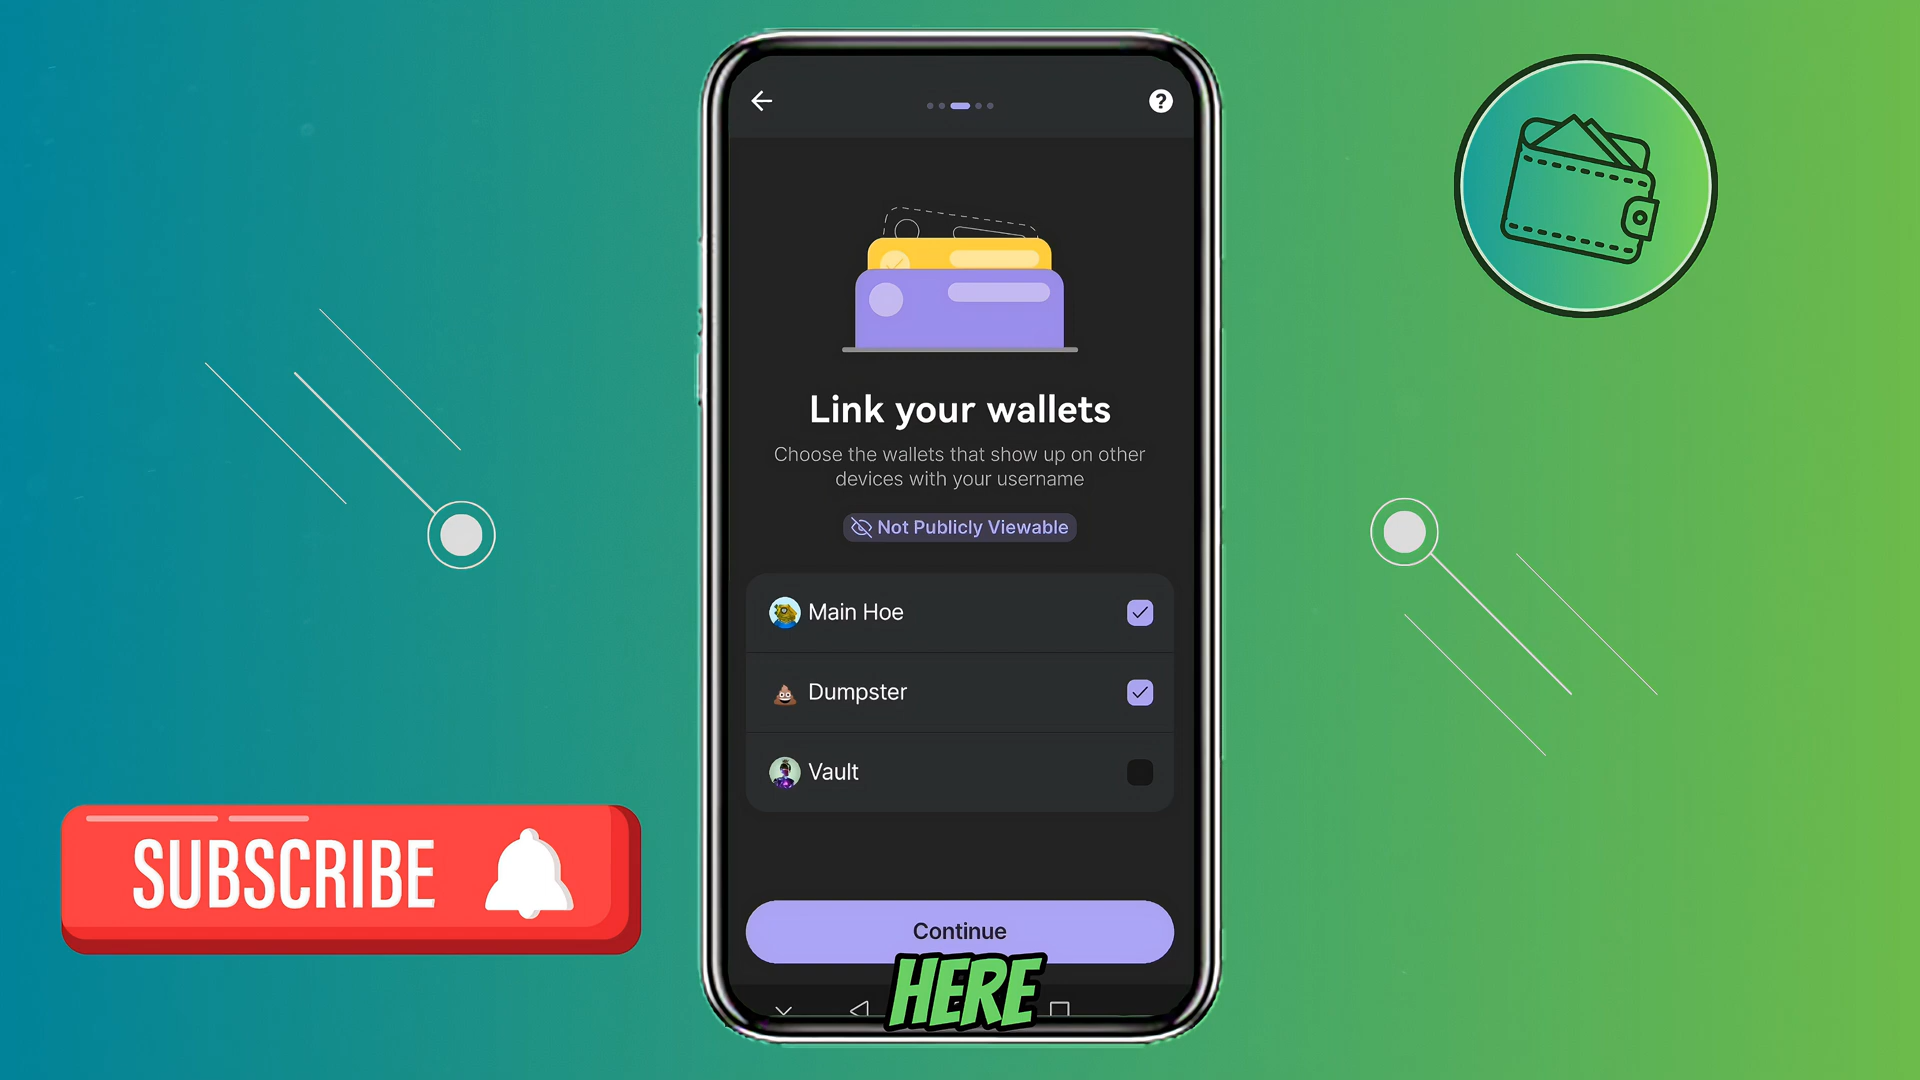 ?
Link your wallets
Choose the wallets that show up on other
devices with your username
Not Publicly Viewable
Main Hoe
Dumpster
Vault
SUBSCRIBE
Continue
HERE